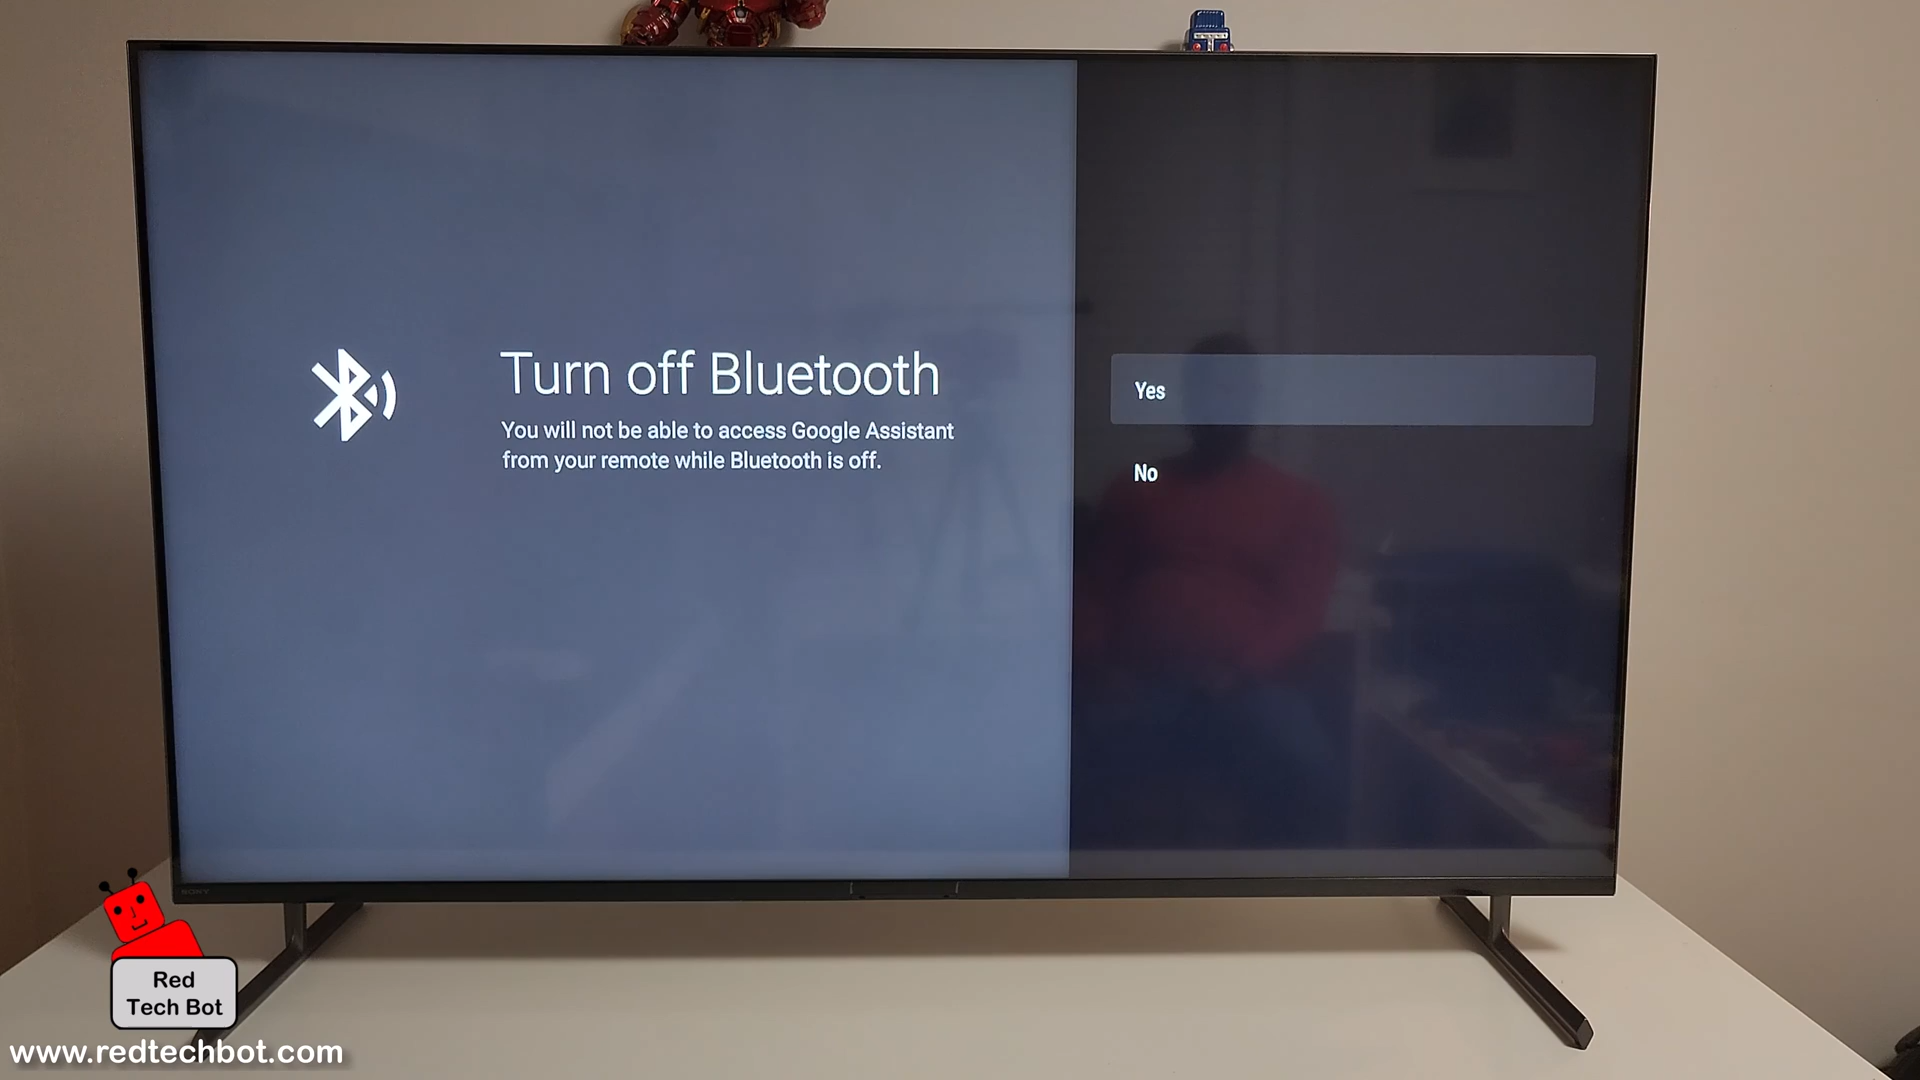 Turn off Bluetooth
You will not be able to access Google Assistant
from your remote while Bluetooth is off.
Yes
No
SONY
Red
Tech Bot
www.redtechbot.com